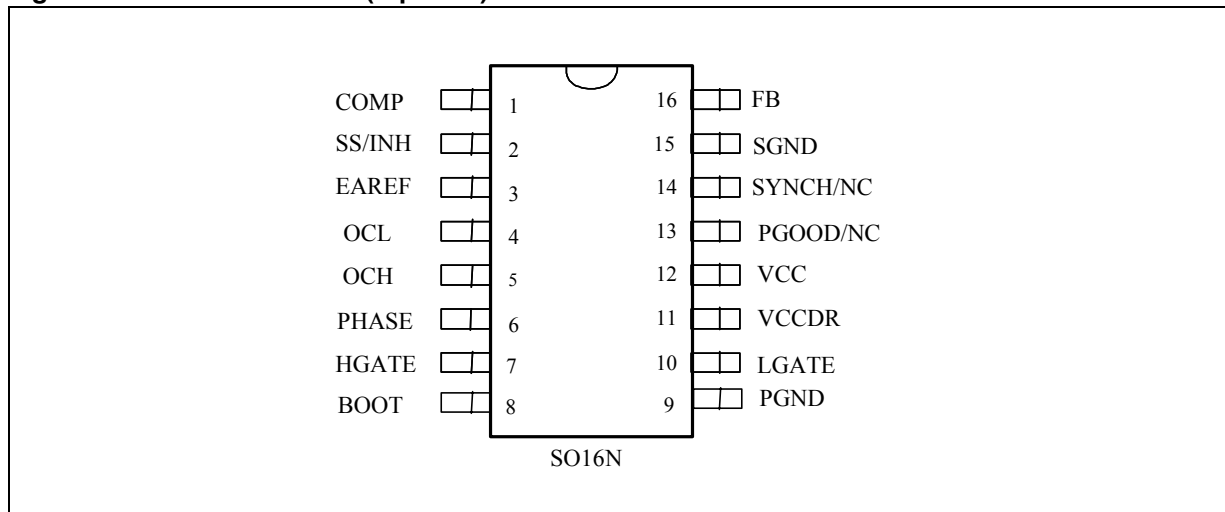 COMP 1 16 FB
SS/INH 2 15 SGND
EAREF 3 14 SYNCH/NC
OCL 4 13 PGOOD/NC
OCH 5 12 VCC
PHASE 6 11 VCCDR
HGATE 7 10 LGATE
BOOT 8 9 PGND
SO16N